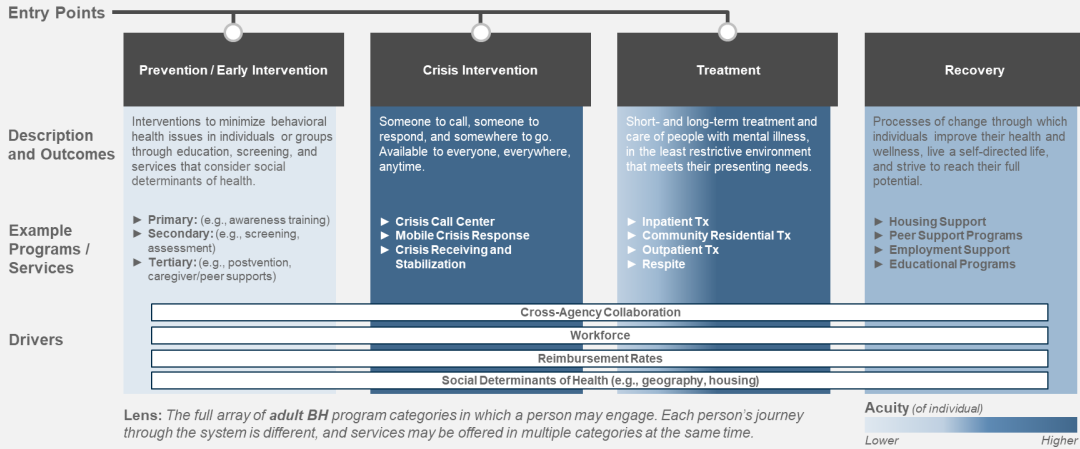 Entry Points
Prevention / Early Intervention
Crisis Intervention
Treatment
Recovery
Description
and Outcomes
Interventions to minimize behavioral
health issues in individuals or groups
through education, screening, and
services that consider social
determinants of health.
Someone to call, someone to
respond, and somewhere to go.
Available to everyone, everywhere,
anytime.
Short- and long-term treatment and
care of people with mental illness,
in the least restrictive environment
that meets their presenting needs.
Processes of change through which
individuals improve their health and
wellness, live a self-directed life,
and strive to reach their full
potential.
Example
Programs /
Services
► Primary: (e.g., awareness training)
► Secondary: (e.g., screening,
assessment)
► Tertiary: (e.g., postvention,
caregiver/peer supports)
► Crisis Call Center
► Mobile Crisis Response
► Crisis Receiving and
Stabilization
► Inpatient Tx
► Community Residential Tx
► Outpatient Tx
► Respite
► Housing Support
► Peer Support Programs
► Employment Support
► Educational Programs
Drivers
Cross-Agency Collaboration
Workforce
Reimbursement Rates
Social Determinants of Health (e.g., geography, housing)
Lens: The full array of adult BH program categories in which a person may engage. Each person's journey
through the system is different, and services may be offered in multiple categories at the same time.
Acuity (of individual)
Lower
Higher